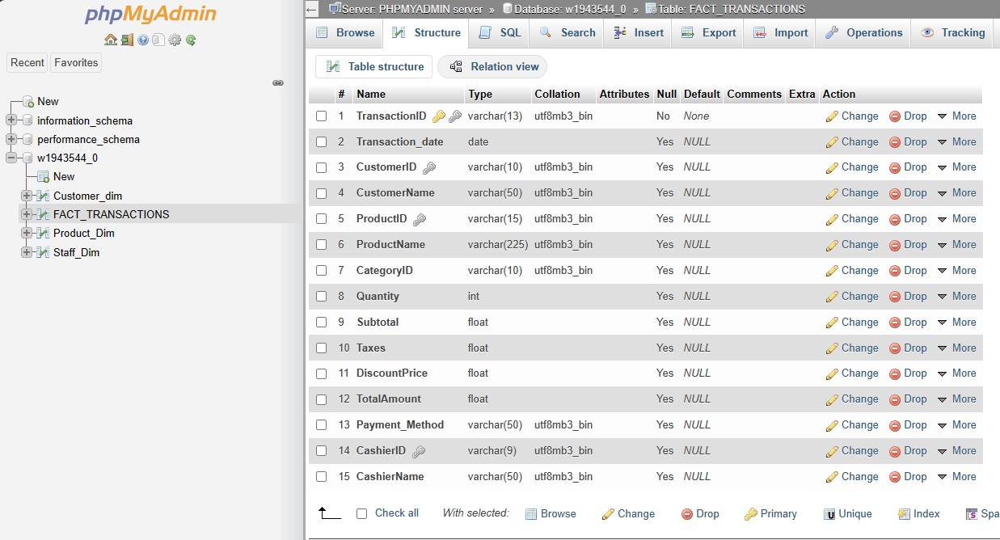 phpMyAdmin
Recent Favorites
New
information_schema
performance_schema
w1943544_0
New
Customer_dim
FACT_TRANSACTIONS
Product_Dim
Staff_Dim
Server: PHPMYADMIN server » Database: w1943544_0 » Table: FACT_TRANSACTIONS
Browse Structure SQL Search Insert Export Import Operations Tracking
Table structure Relation view
# Name Type Collation Attributes Null Default Comments Extra Action
1 TransactionID varchar(13) utf8mb3_bin No None Change Drop More
2 Transaction_date date Yes NULL Change Drop More
3 CustomerID varchar(10) utf8mb3_bin Yes NULL Change Drop More
4 CustomerName varchar(50) utf8mb3_bin Yes NULL Change Drop More
5 ProductID varchar(15) utf8mb3_bin Yes NULL Change Drop More
6 ProductName varchar(225) utf8mb3_bin Yes NULL Change Drop More
7 CategoryID varchar(10) utf8mb3_bin Yes NULL Change Drop More
8 Quantity int Yes NULL Change Drop More
9 Subtotal float Yes NULL Change Drop More
10 Taxes float Yes NULL Change Drop More
11 DiscountPrice float Yes NULL Change Drop More
12 TotalAmount float Yes NULL Change Drop More
13 Payment_Method varchar(50) utf8mb3_bin Yes NULL Change Drop More
14 CashierID varchar(9) utf8mb3_bin Yes NULL Change Drop More
15 CashierName varchar(50) utf8mb3_bin Yes NULL Change Drop More
Check all With selected: Browse Change Drop Primary Unique Index Spa